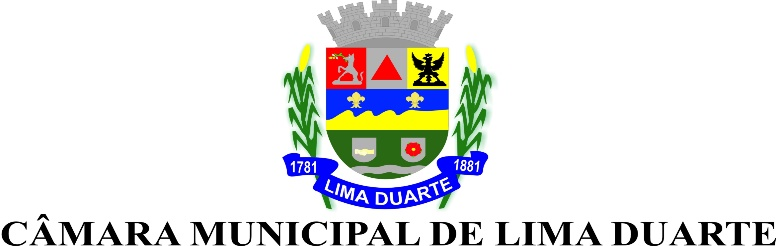 1781 1881
LIMA DUARTE
CÂMARA MUNICIPAL DE LIMA DUARTE